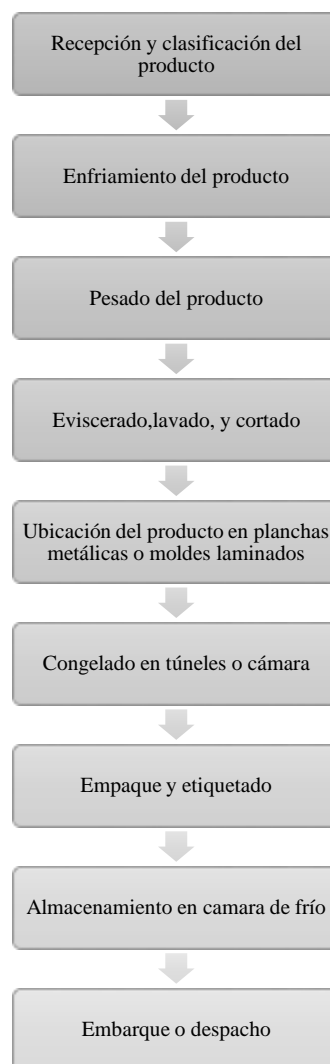 Recepción y clasificación del
producto
Enfriamiento del producto
Pesado del producto
Eviscerado,lavado, y cortado
Ubicación del producto en planchas
metálicas o moldes laminados
Congelado en túneles o cámara
Empaque y etiquetado
Almacenamiento en camara de frío
Embarque o despacho